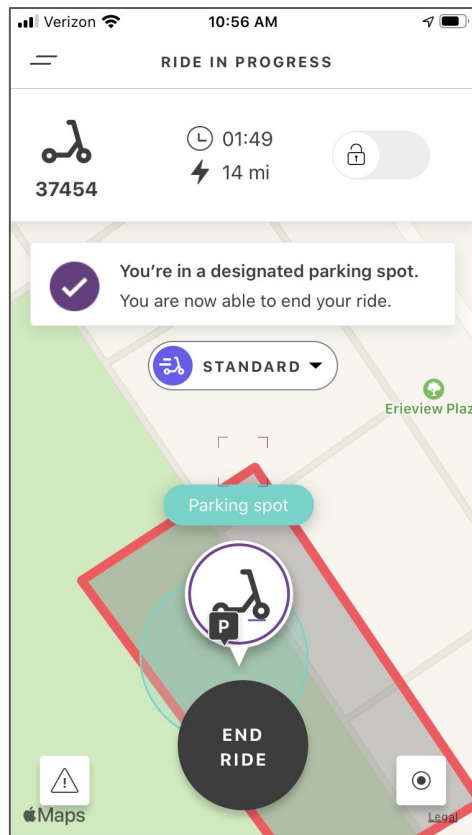 Verizon 10:56 AM
RIDE IN PROGRESS
37454
01:49
14 mi
You're in a designated parking spot.
You are now able to end your ride.
STANDARD
Erieview Plaz
Parking spot
P
END
RIDE
Maps
Legal